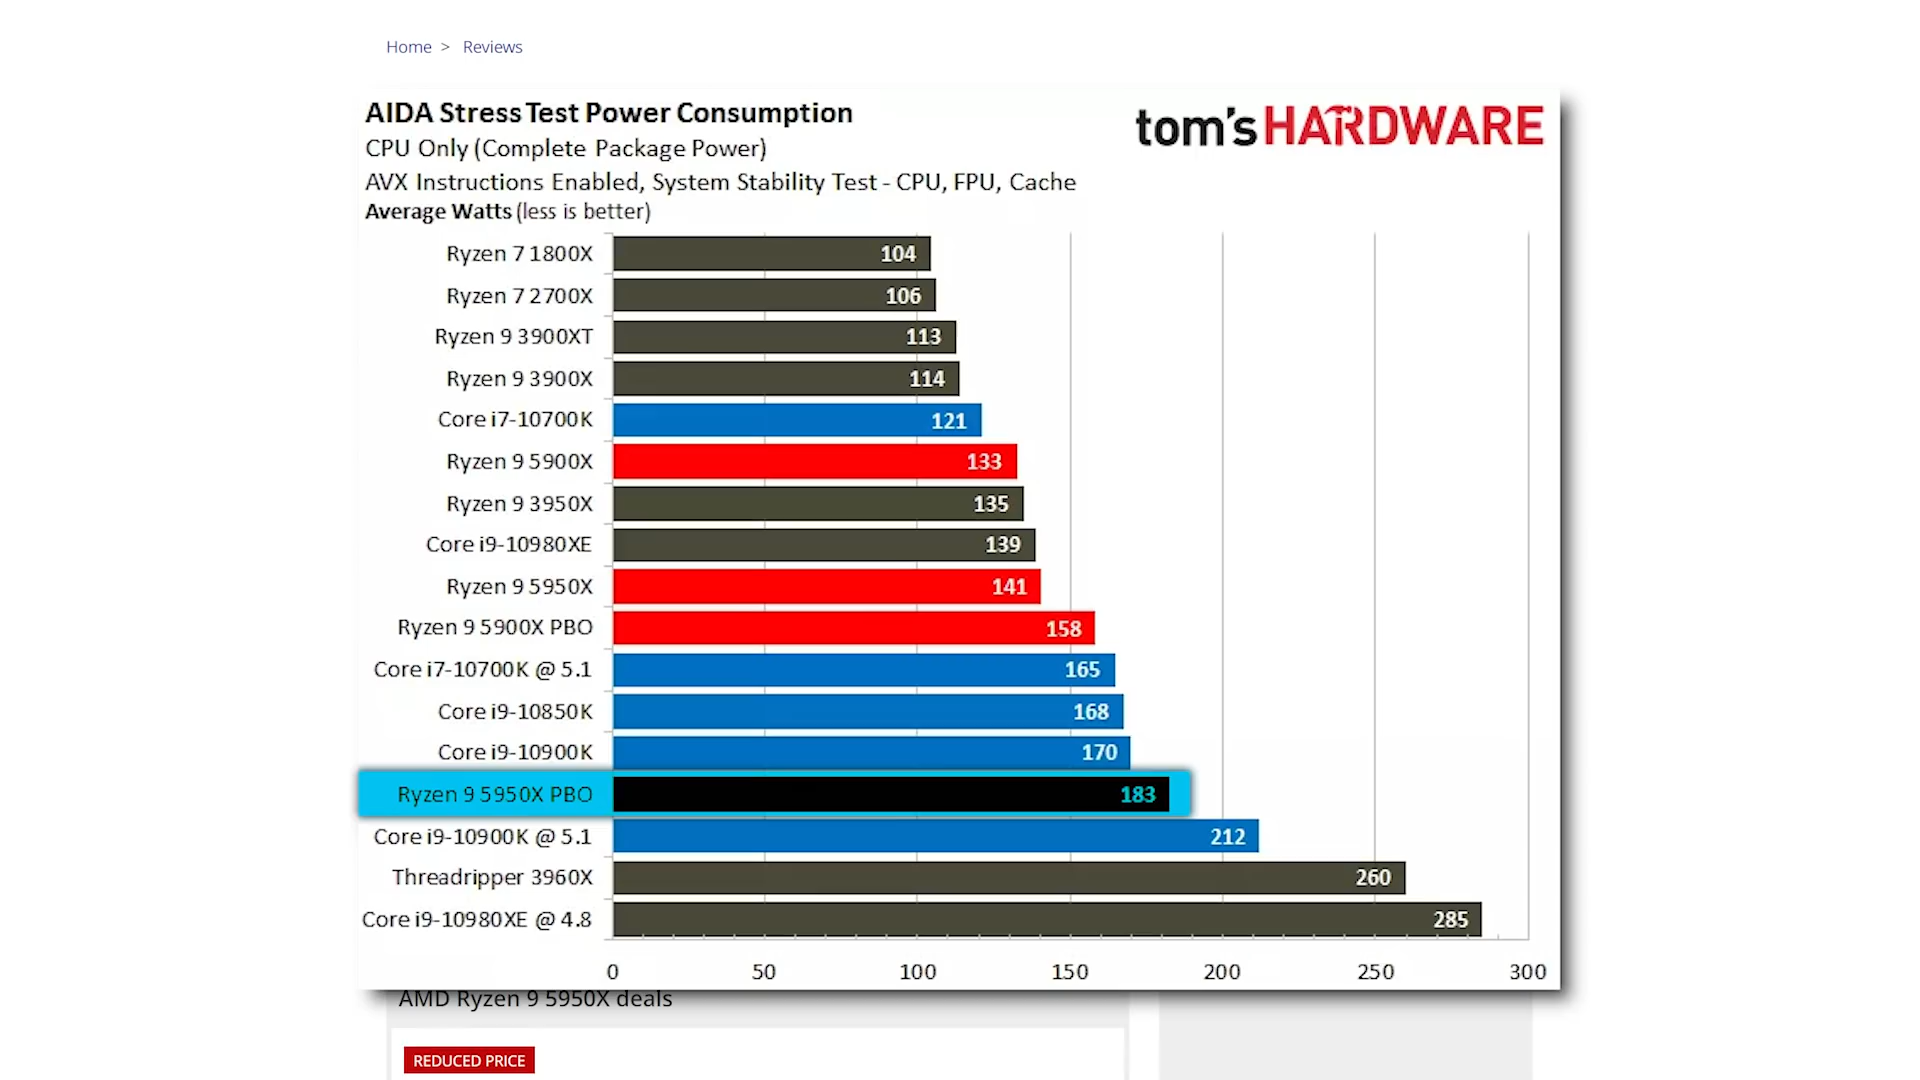 Home > Reviews
AIDA Stress Test Power Consumption
tom's HARDWARE
CPU Only (Complete Package Power)
AVX Instructions Enabled, System Stability Test - CPU, FPU, Cache
Average Watts (less is better)
Ryzen 7 1800X 104
Ryzen 7 2700X 106
Ryzen 9 3900XT 113
Ryzen 9 3900X 114
Core i7-10700K 121
Ryzen 9 5900X 133
Ryzen 9 3950X 135
Core i9-10980XE 139
Ryzen 9 5950X 141
Ryzen 9 5900X PBO 158
Core i7-10700K @ 5.1 165
Core i9-10850K 168
Core i9-10900K 170
Ryzen 9 5950X PBO 183
Core i9-10900K @ 5.1 212
Threadripper 3960X 260
Core i9-10980XE @ 4.8 285
0 50 100 150 200 250 300
AMD Ryzen 9 5950X deals
REDUCED PRICE